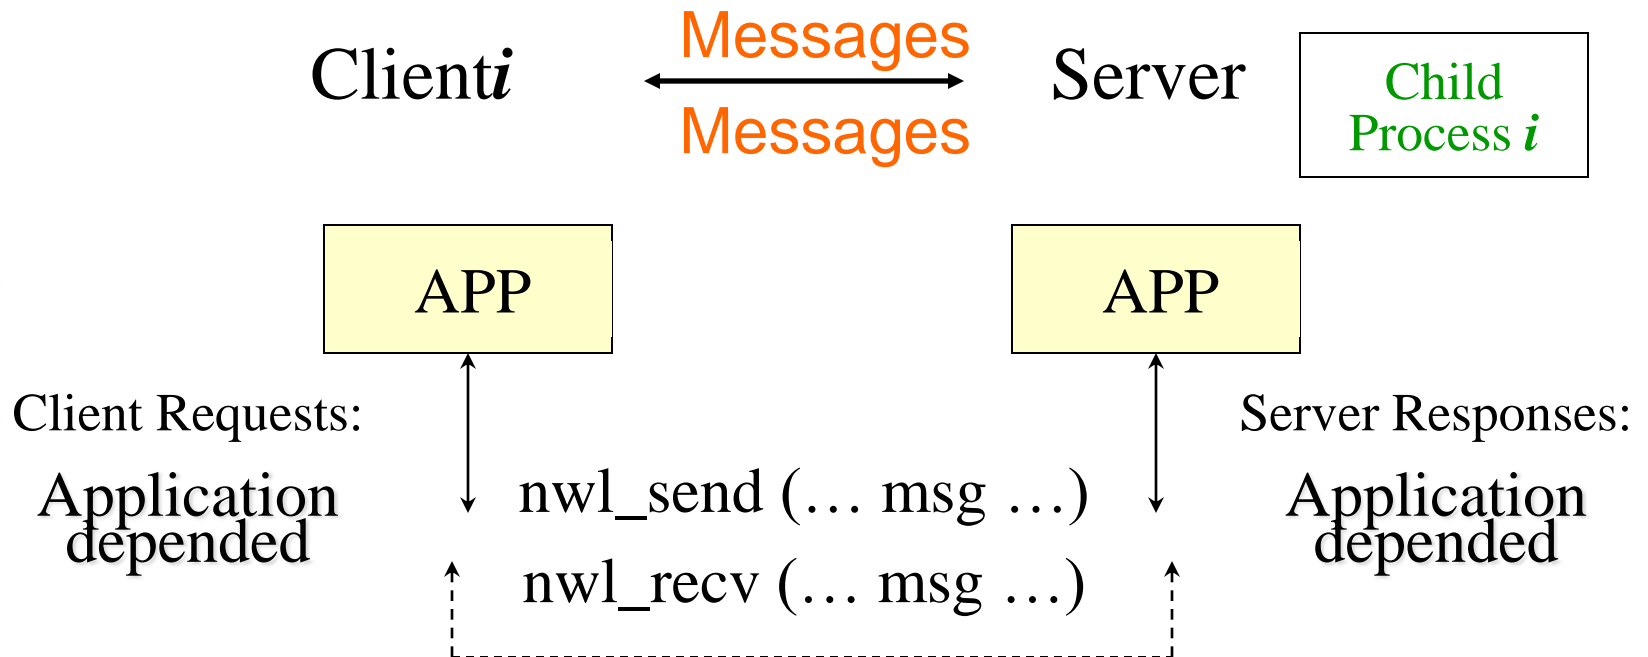 Messages
Clienti
Server
Messages
Child
Process i
APP
APP
Client Requests:
Server Responses:
Application
depended
nwl_send (… msg …)
nwl_recv (… msg …)
Application
depended